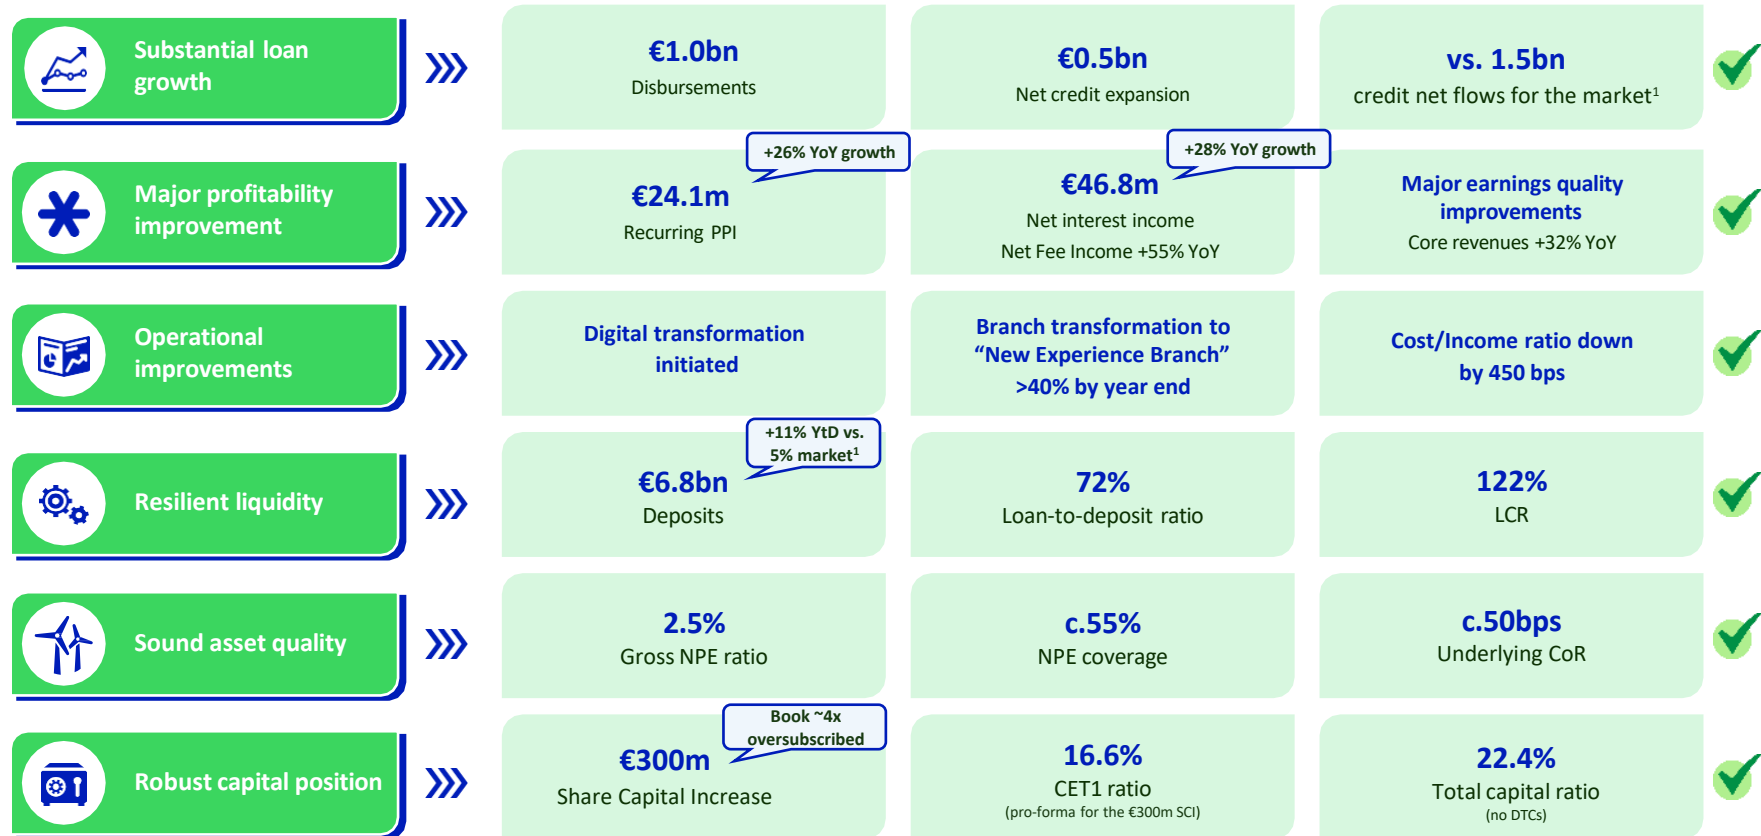 Substantial loan
growth
€1.0bn
Disbursements
€0.5bn
Net credit expansion
vs. 1.5bn
credit net flows for the market¹
Major profitability
improvement
+26% YoY growth
€24.1m
Recurring PPI
+28% YoY growth
€46.8m
Net interest income
Net Fee Income +55% YoY
Major earnings quality
improvements
Core revenues +32% YoY
Operational
improvements
Digital transformation
initiated
Branch transformation to
“New Experience Branch”
>40% by year end
Cost/Income ratio down
by 450 bps
Resilient liquidity
+11% YtD vs.
5% market¹
€6.8bn
Deposits
72%
Loan-to-deposit ratio
122%
LCR
Sound asset quality
2.5%
Gross NPE ratio
c.55%
NPE coverage
c.50bps
Underlying CoR
Robust capital position
Book ~4x
oversubscribed
€300m
Share Capital Increase
16.6%
CET1 ratio
(pro-forma for the €300m SCI)
22.4%
Total capital ratio
(no DTCs)